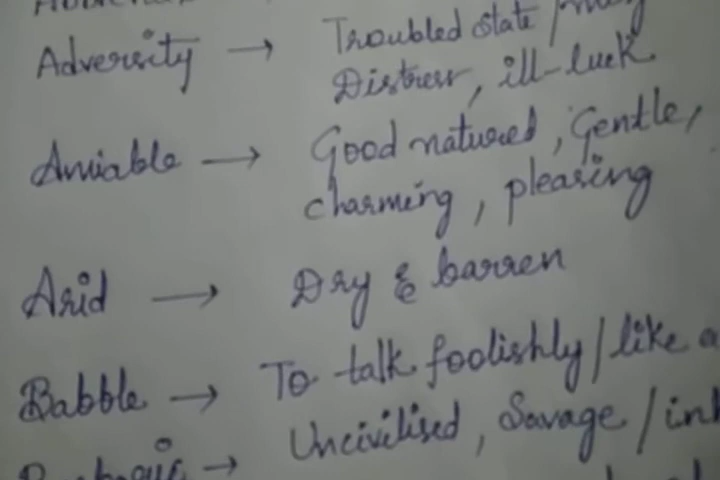 Adversity → Troubled state /
Distress, ill-luck
Amiable → Good natured, Gentle,
charming, pleasing
Arid → Dry & barren
Babble → To talk foolishly / like a
Uncivilised, Savage /
→